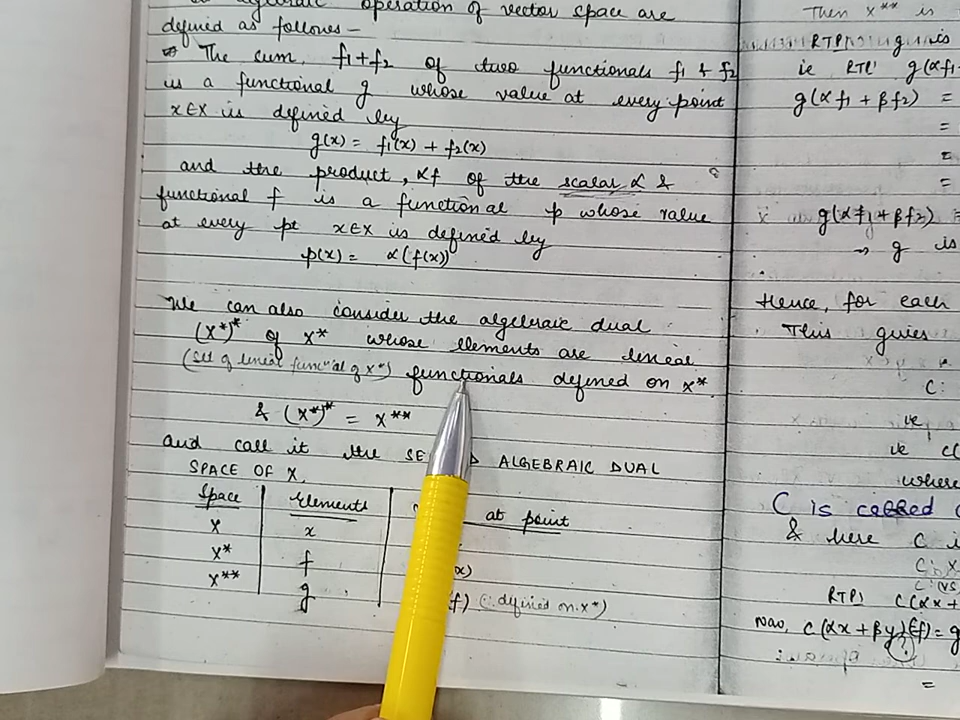 algebraic operation of vector space are
defined as follows –
The sum, f1+f2 of two functionals f1 & f2
is a functional g whose value at every point
x∈X is defined by
g(x) = f1(x) + f2(x)
and the product, αf of the scalar α &
functional f is a functional p whose value
at every pt x∈X is defined by
p(x) = α(f(x))
We can also consider the algebraic dual
(X*)* of X* whose elements are linear
(set of lineal functional of X*) functionals defined on X*
& (X*)* = X**
and call it the SE D ALGEBRAIC DUAL
SPACE OF X.
Space Elements at point
X x
X* f x)
X** g f) (∵ defined on X*)
Then X** is
RTP g is
ie RTP g(αf1
g(αf1 + βf2) =
=
=
=
g(αf1+βf2) =
→ g is
Hence, for each
This gives
C:
ie
ie c(
where
C is called
& here C i
C: X
C: (VS)
RTP) C(αx +
Now, C(αx + βy)(f) = g
=